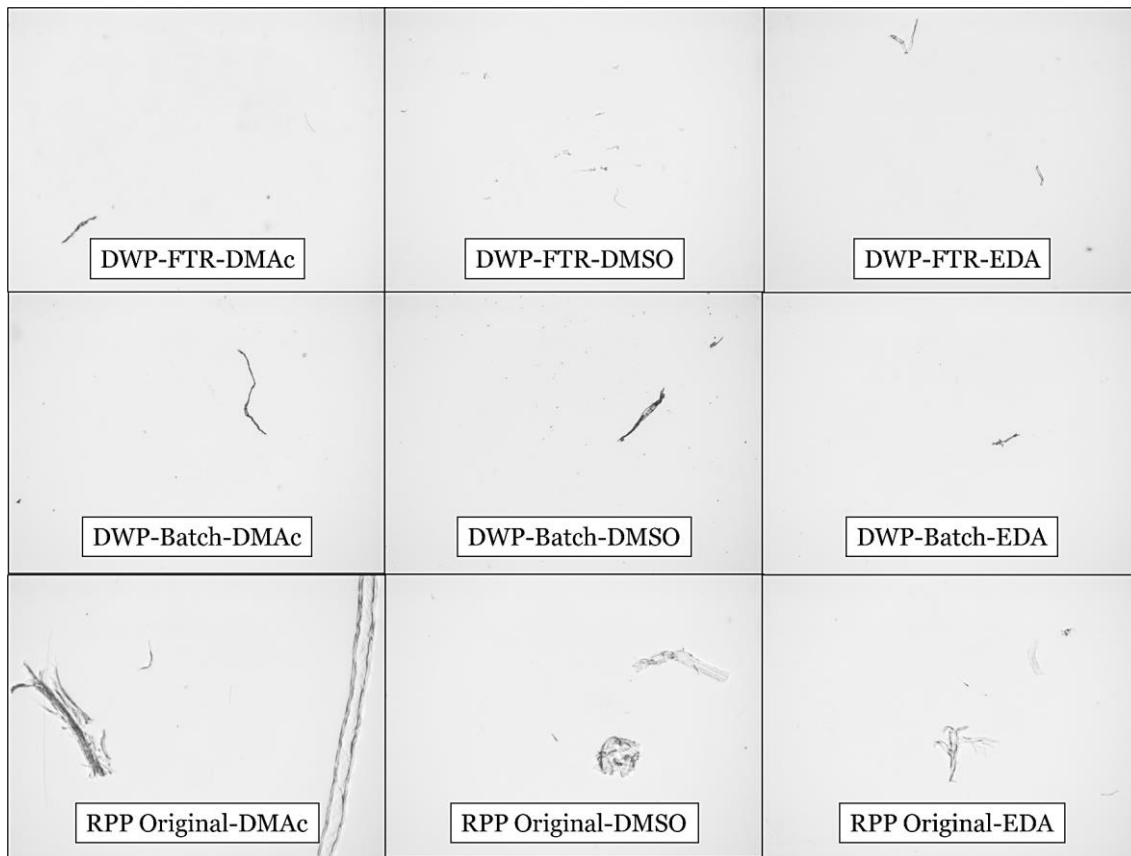 DWP-FTR-DMAc
DWP-FTR-DMSO
DWP-FTR-EDA
DWP-Batch-DMAc
DWP-Batch-DMSO
DWP-Batch-EDA
RPP Original-DMAc
RPP Original-DMSO
RPP Original-EDA